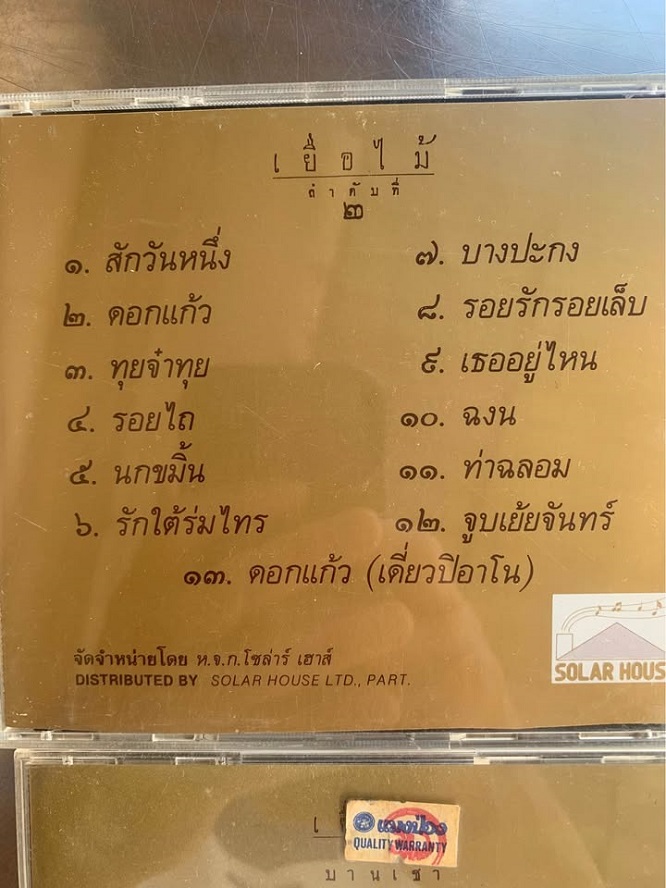 เยื่อไม้
ลำดับที่
๒
๑. สักวันหนึ่ง
๒. ดอกแก้ว
๓. ทุยจ๋าทุย
๔. รอยไถ
๕. นกขมิ้น
๖. รักใต้ร่มไทร
๗. บางปะกง
๘. รอยรักรอยเล็บ
๙. เธออยู่ไหน
๑๐. ฉงน
๑๑. ท่าฉลอม
๑๒. จูบเย้ยจันทร์
๑๓. ดอกแก้ว (เดี่ยวปิอาโน)
จัดจำหน่ายโดย ห.จ.ก.โซล่าร์ เฮาส์
DISTRIBUTED BY SOLAR HOUSE LTD., PART.
SOLAR HOUS
แมงป่อง
QUALITY WARRANTY
บานเช้า